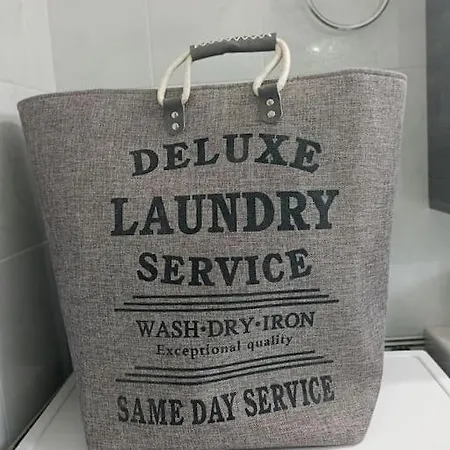 DELUXE
LAUNDRY
SERVICE
WASH·DRY·IRON
Exceptional quality
SAME DAY SERVICE